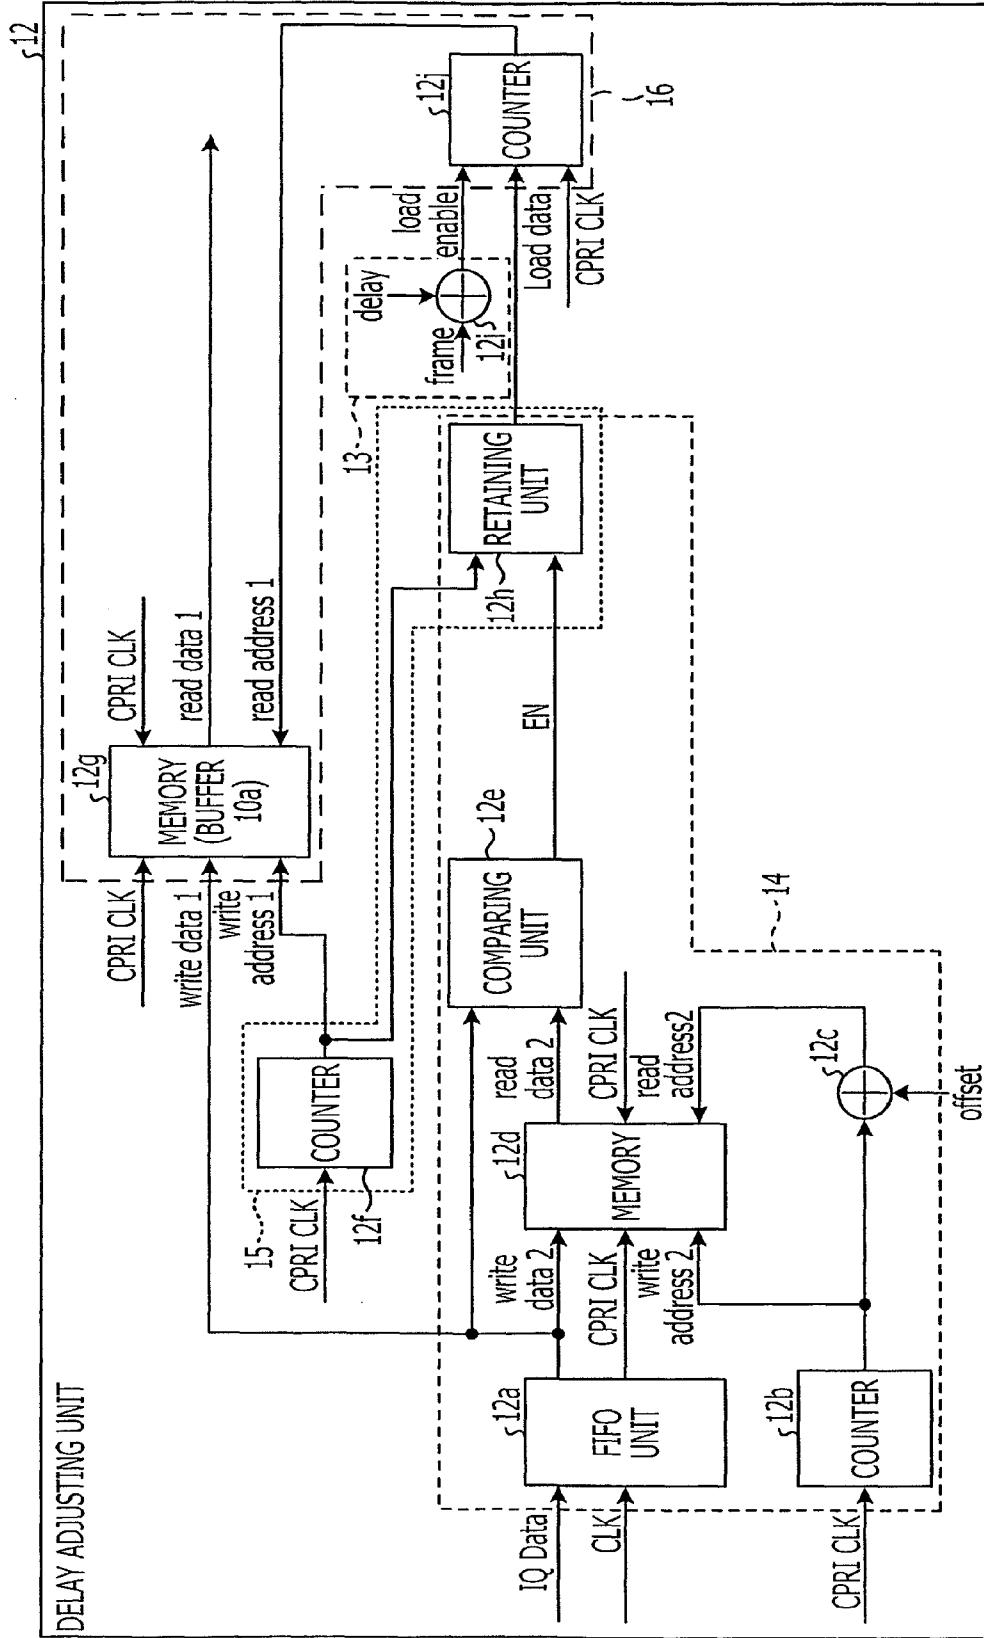 DELAY ADJUSTING UNIT
12
CPRI CLK
write data 1
write
address 1
12g
MEMORY
(BUFFER
10a)
CPRI CLK
read data 1
read address 1
15
CPRI CLK
COUNTER
12f
13
frame
delay
12i
load
enable
Load data
CPRI CLK
12j
COUNTER
16
IQ Data
CLK
12a
FIFO
UNIT
write
data 2
CPRI CLK
write
address 2
12d
MEMORY
read
data 2
CPRI CLK
read
address2
COMPARING
UNIT
12e
EN
12h
RETAINING
UNIT
14
CPRI CLK
12b
COUNTER
12c
offset